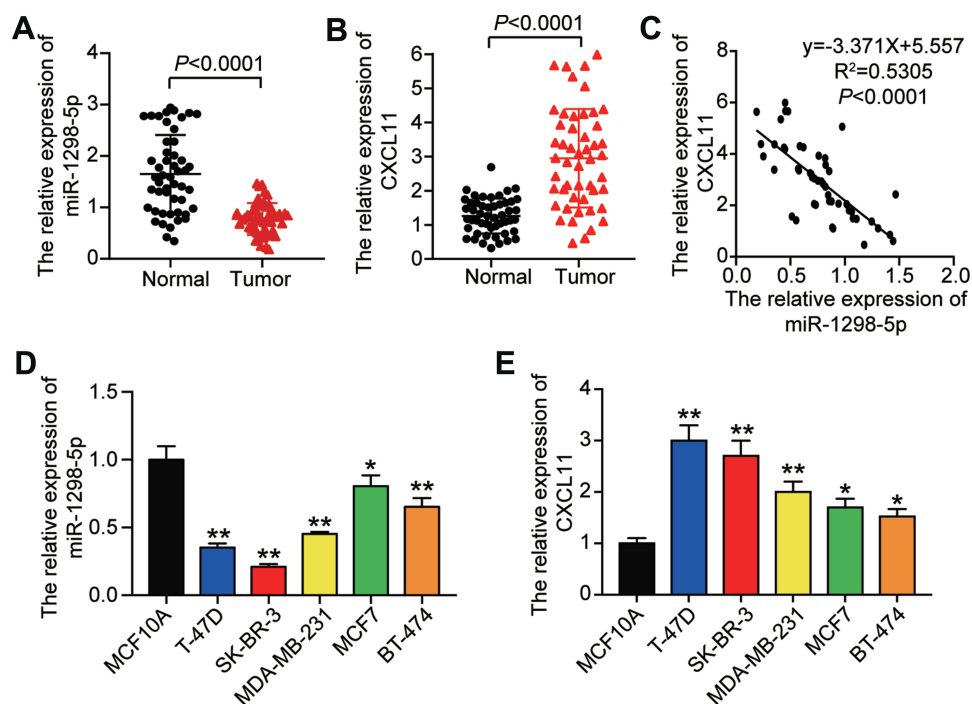 A
The relative expression of
miR-1298-5p
4
3
2
1
0
P<0.0001
Normal
Tumor
B
The relative expression of
CXCL11
6
5
4
3
2
1
0
P<0.0001
Normal
Tumor
C
The relative expression of
CXCL11
8
6
4
2
0
y=-3.371X+5.557
R²=0.5305
P<0.0001
0.0
0.5
1.0
1.5
2.0
The relative expression of
miR-1298-5p
D
The relative expression of
miR-1298-5p
1.5
1.0
0.5
0.0
**
**
**
*
**
MCF10A
T-47D
SK-BR-3
MDA-MB-231
MCF7
BT-474
E
The relative expression of
CXCL11
4
3
2
1
0
**
**
**
*
*
MCF10A
T-47D
SK-BR-3
MDA-MB-231
MCF7
BT-474